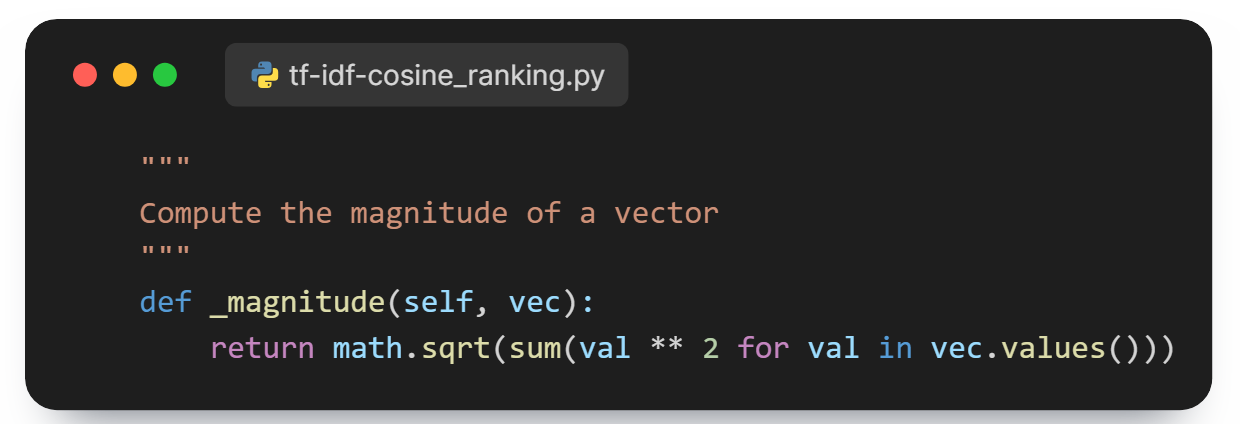 tf-idf-cosine_ranking.py
"""
Compute the magnitude of a vector
"""
def _magnitude(self, vec):
    return math.sqrt(sum(val ** 2 for val in vec.values()))